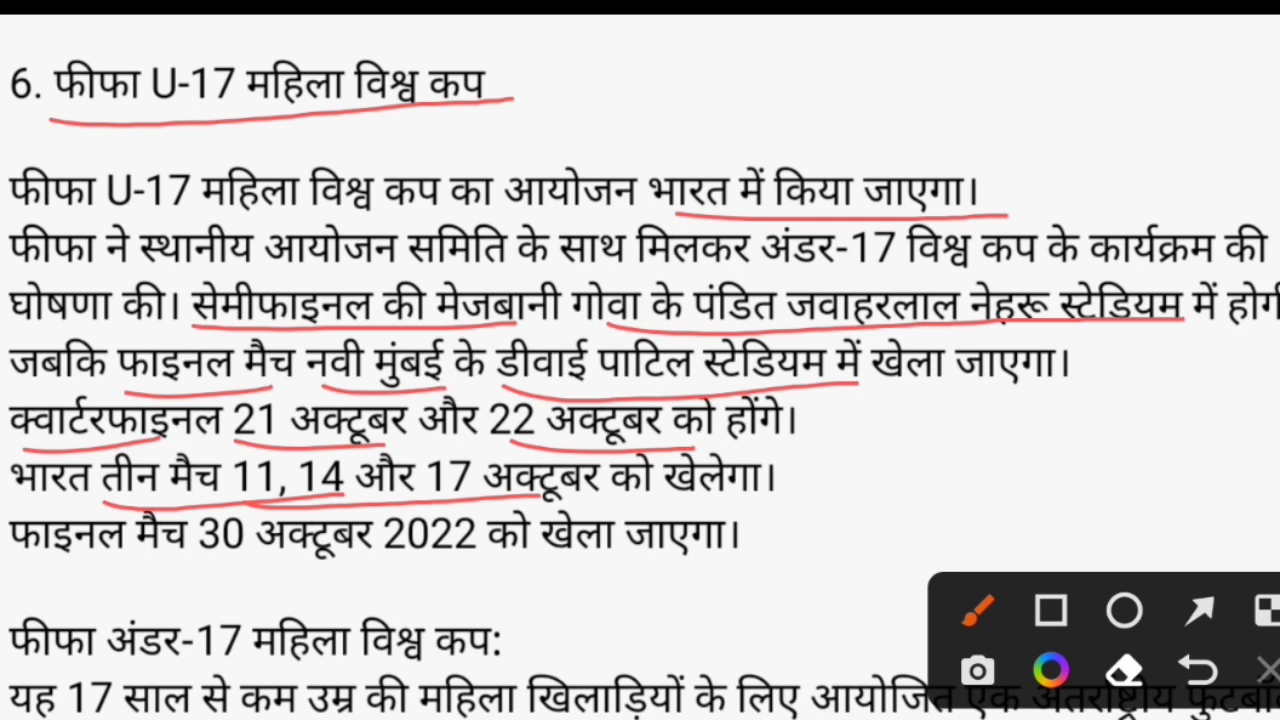 6. फीफा U-17 महिला विश्व कप
फीफा U-17 महिला विश्व कप का आयोजन भारत में किया जाएगा।
फीफा ने स्थानीय आयोजन समिति के साथ मिलकर अंडर-17 विश्व कप के कार्यक्रम की
घोषणा की। सेमीफाइनल की मेजबानी गोवा के पंडित जवाहरलाल नेहरू स्टेडियम में
जबकि फाइनल मैच नवी मुंबई के डीवाई पाटिल स्टेडियम में खेला जाएगा।
क्वार्टरफाइनल 21 अक्टूबर और 22 अक्टूबर को होंगे।
भारत तीन मैच 11, 14 और 17 अक्टूबर को खेलेगा।
फाइनल मैच 30 अक्टूबर 2022 को खेला जाएगा।
फीफा अंडर-17 महिला विश्व कप:
यह 17 साल से कम उम्र की महिला खिलाड़ियों के लिए आयोजित एक अंतर्राष्ट्रीय